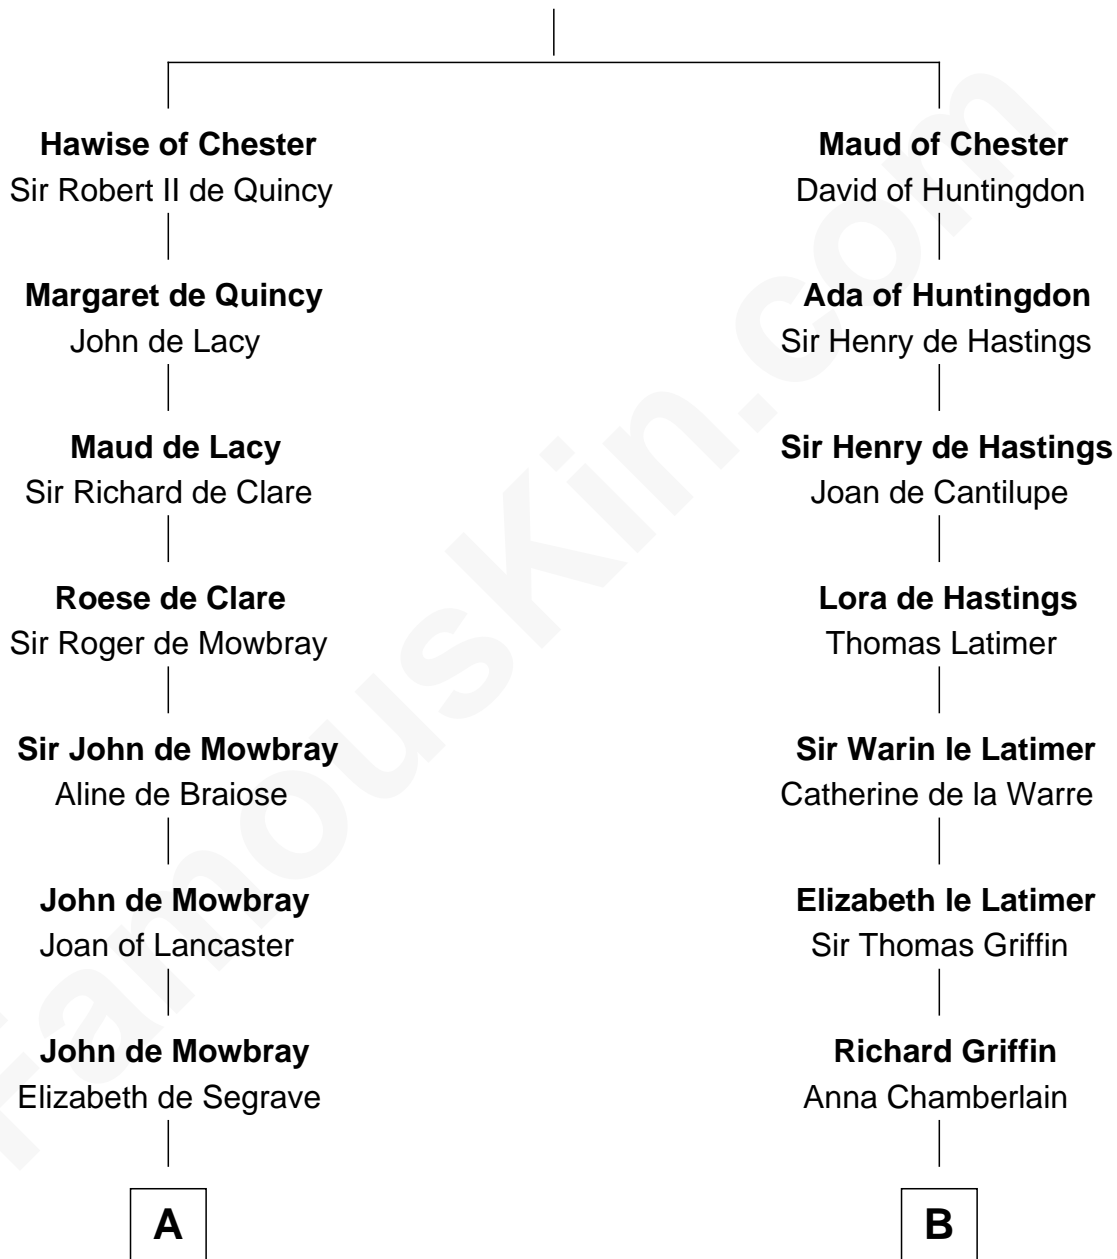 Hawise of Chester
Sir Robert II de Quincy
Margaret de Quincy
John de Lacy
Maud de Lacy
Sir Richard de Clare
Roese de Clare
Sir Roger de Mowbray
Sir John de Mowbray
Aline de Braiose
John de Mowbray
Joan of Lancaster
John de Mowbray
Elizabeth de Segrave
A
Maud of Chester
David of Huntingdon
Ada of Huntingdon
Sir Henry de Hastings
Sir Henry de Hastings
Joan de Cantilupe
Lora de Hastings
Thomas Latimer
Sir Warin le Latimer
Catherine de la Warre
Elizabeth le Latimer
Sir Thomas Griffin
Richard Griffin
Anna Chamberlain
B
FamousKin.com